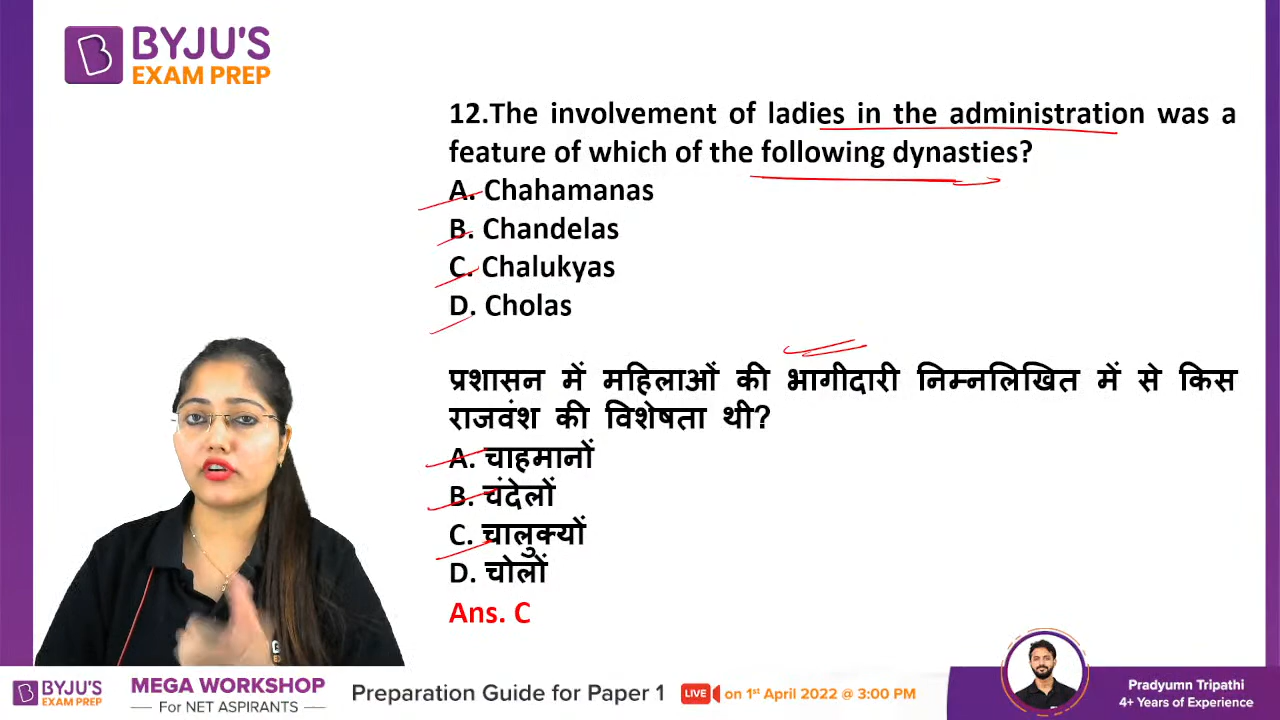 BYJU'S
EXAM PREP
12.The involvement of ladies in the administration was a
feature of which of the following dynasties?
A. Chahamanas
B. Chandelas
C. Chalukyas
D. Cholas
प्रशासन में महिलाओं की भागीदारी निम्नलिखित में से किस
राजवंश की विशेषता थी?
A. चाहमानों
B. चंदेलों
C. चालुक्यों
D. चोलों
Ans. C
BYJU'S
EXAM PREP
MEGA WORKSHOP
For NET ASPIRANTS
Preparation Guide for Paper 1
LIVE
on 1st April 2022 @ 3:00 PM
Pradyumn Tripathi
4+ Years of Experience